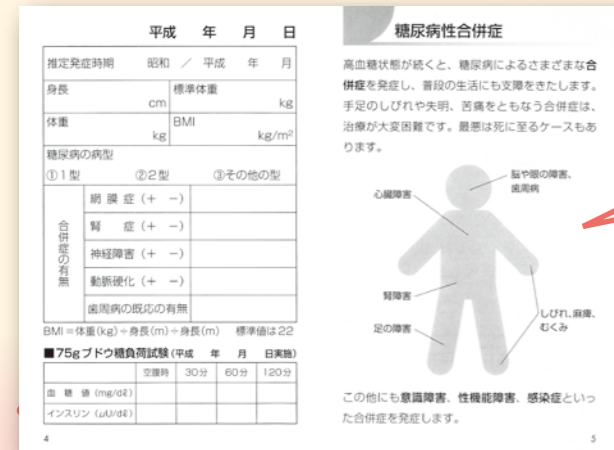 平成 年 月 日
推定発症時期 昭和 / 平成 年 月
身長 cm 標準体重 kg
体重 kg BMI kg/m²
糖尿病の病型
①1型 ②2型 ③その他の型
合併症の有無
網膜症(+ −)
腎症(+ −)
神経障害(+ −)
動脈硬化(+ −)
歯周病の既応の有無
BMI=体重(kg)÷身長(m)÷身長(m) 標準値は22
■75gブドウ糖負荷試験(平成 年 月 日実施)
空腹時 30分 60分 120分
血糖値(mg/dℓ)
インスリン(μU/dℓ)
4
糖尿病性合併症
高血糖状態が続くと、糖尿病によるさまざまな合
併症を発症し、普段の生活にも支障をきたします。
手足のしびれや失明、苦痛をともなう合併症は、
治療が大変困難です。最悪は死に至るケースもあ
ります。
脳や眼の障害、
歯周病
心臓障害
腎障害
足の障害
しびれ、麻痺、
むくみ
この他にも意識障害、性機能障害、感染症といっ
た合併症を発症します。
5